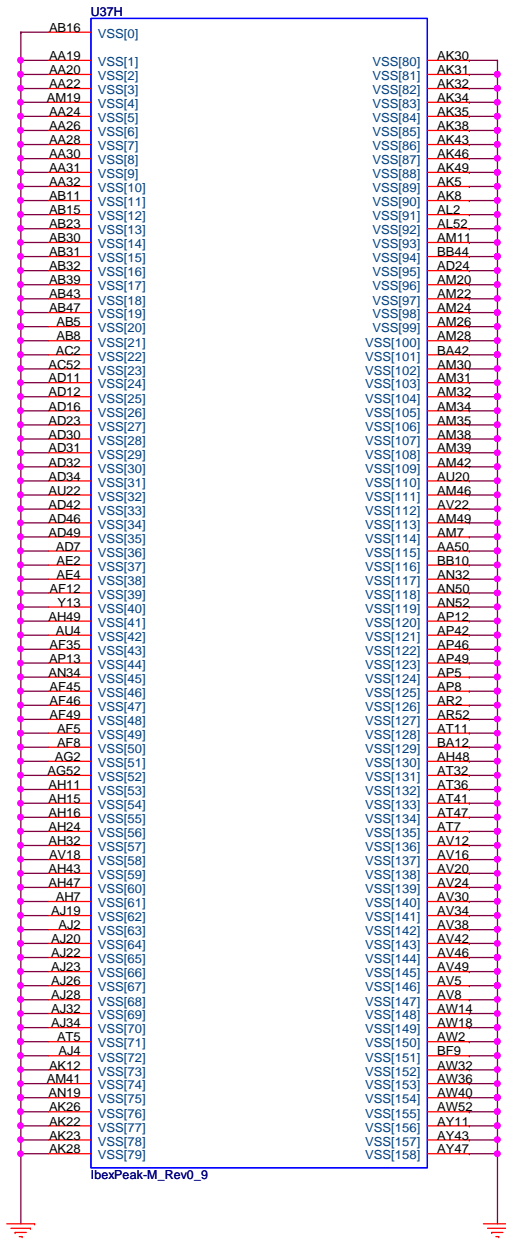 U37H
AB16 VSS[0]
AA19 VSS[1] VSS[80] AK30
AA20 VSS[2] VSS[81] AK31
AA22 VSS[3] VSS[82] AK32
AM19 VSS[4] VSS[83] AK34
AA24 VSS[5] VSS[84] AK35
AA26 VSS[6] VSS[85] AK38
AA28 VSS[7] VSS[86] AK43
AA30 VSS[8] VSS[87] AK46
AA31 VSS[9] VSS[88] AK49
AA32 VSS[10] VSS[89] AK5
AB11 VSS[11] VSS[90] AK8
AB15 VSS[12] VSS[91] AL2
AB23 VSS[13] VSS[92] AL52
AB30 VSS[14] VSS[93] AM11
AB31 VSS[15] VSS[94] BB44
AB32 VSS[16] VSS[95] AD24
AB39 VSS[17] VSS[96] AM20
AB43 VSS[18] VSS[97] AM22
AB47 VSS[19] VSS[98] AM24
AB5 VSS[20] VSS[99] AM26
AB8 VSS[21] VSS[100] AM28
AC2 VSS[22] VSS[101] BA42
AC52 VSS[23] VSS[102] AM30
AD11 VSS[24] VSS[103] AM31
AD12 VSS[25] VSS[104] AM32
AD16 VSS[26] VSS[105] AM34
AD23 VSS[27] VSS[106] AM35
AD30 VSS[28] VSS[107] AM38
AD31 VSS[29] VSS[108] AM39
AD32 VSS[30] VSS[109] AM42
AD34 VSS[31] VSS[110] AU20
AU22 VSS[32] VSS[111] AM46
AD42 VSS[33] VSS[112] AV22
AD46 VSS[34] VSS[113] AM49
AD49 VSS[35] VSS[114] AM7
AD7 VSS[36] VSS[115] AA50
AE2 VSS[37] VSS[116] BB10
AE4 VSS[38] VSS[117] AN32
AF12 VSS[39] VSS[118] AN50
Y13 VSS[40] VSS[119] AN52
AH49 VSS[41] VSS[120] AP12
AU4 VSS[42] VSS[121] AP42
AF35 VSS[43] VSS[122] AP46
AP13 VSS[44] VSS[123] AP49
AN34 VSS[45] VSS[124] AP5
AF45 VSS[46] VSS[125] AP8
AF46 VSS[47] VSS[126] AR2
AF49 VSS[48] VSS[127] AR52
AF5 VSS[49] VSS[128] AT11
AF8 VSS[50] VSS[129] BA12
AG2 VSS[51] VSS[130] AH48
AG52 VSS[52] VSS[131] AT32
AH11 VSS[53] VSS[132] AT36
AH15 VSS[54] VSS[133] AT41
AH16 VSS[55] VSS[134] AT47
AH24 VSS[56] VSS[135] AT7
AH32 VSS[57] VSS[136] AV12
AV18 VSS[58] VSS[137] AV16
AH43 VSS[59] VSS[138] AV20
AH47 VSS[60] VSS[139] AV24
AH7 VSS[61] VSS[140] AV30
AJ19 VSS[62] VSS[141] AV34
AJ2 VSS[63] VSS[142] AV38
AJ20 VSS[64] VSS[143] AV42
AJ22 VSS[65] VSS[144] AV46
AJ23 VSS[66] VSS[145] AV49
AJ26 VSS[67] VSS[146] AV5
AJ28 VSS[68] VSS[147] AV8
AJ32 VSS[69] VSS[148] AW14
AJ34 VSS[70] VSS[149] AW18
AT5 VSS[71] VSS[150] AW2
AJ4 VSS[72] VSS[151] BF9
AK12 VSS[73] VSS[152] AW32
AM41 VSS[74] VSS[153] AW36
AN19 VSS[75] VSS[154] AW40
AK26 VSS[76] VSS[155] AW52
AK22 VSS[77] VSS[156] AY11
AK23 VSS[78] VSS[157] AY43
AK28 VSS[79] VSS[158] AY47
IbexPeak-M_Rev0_9